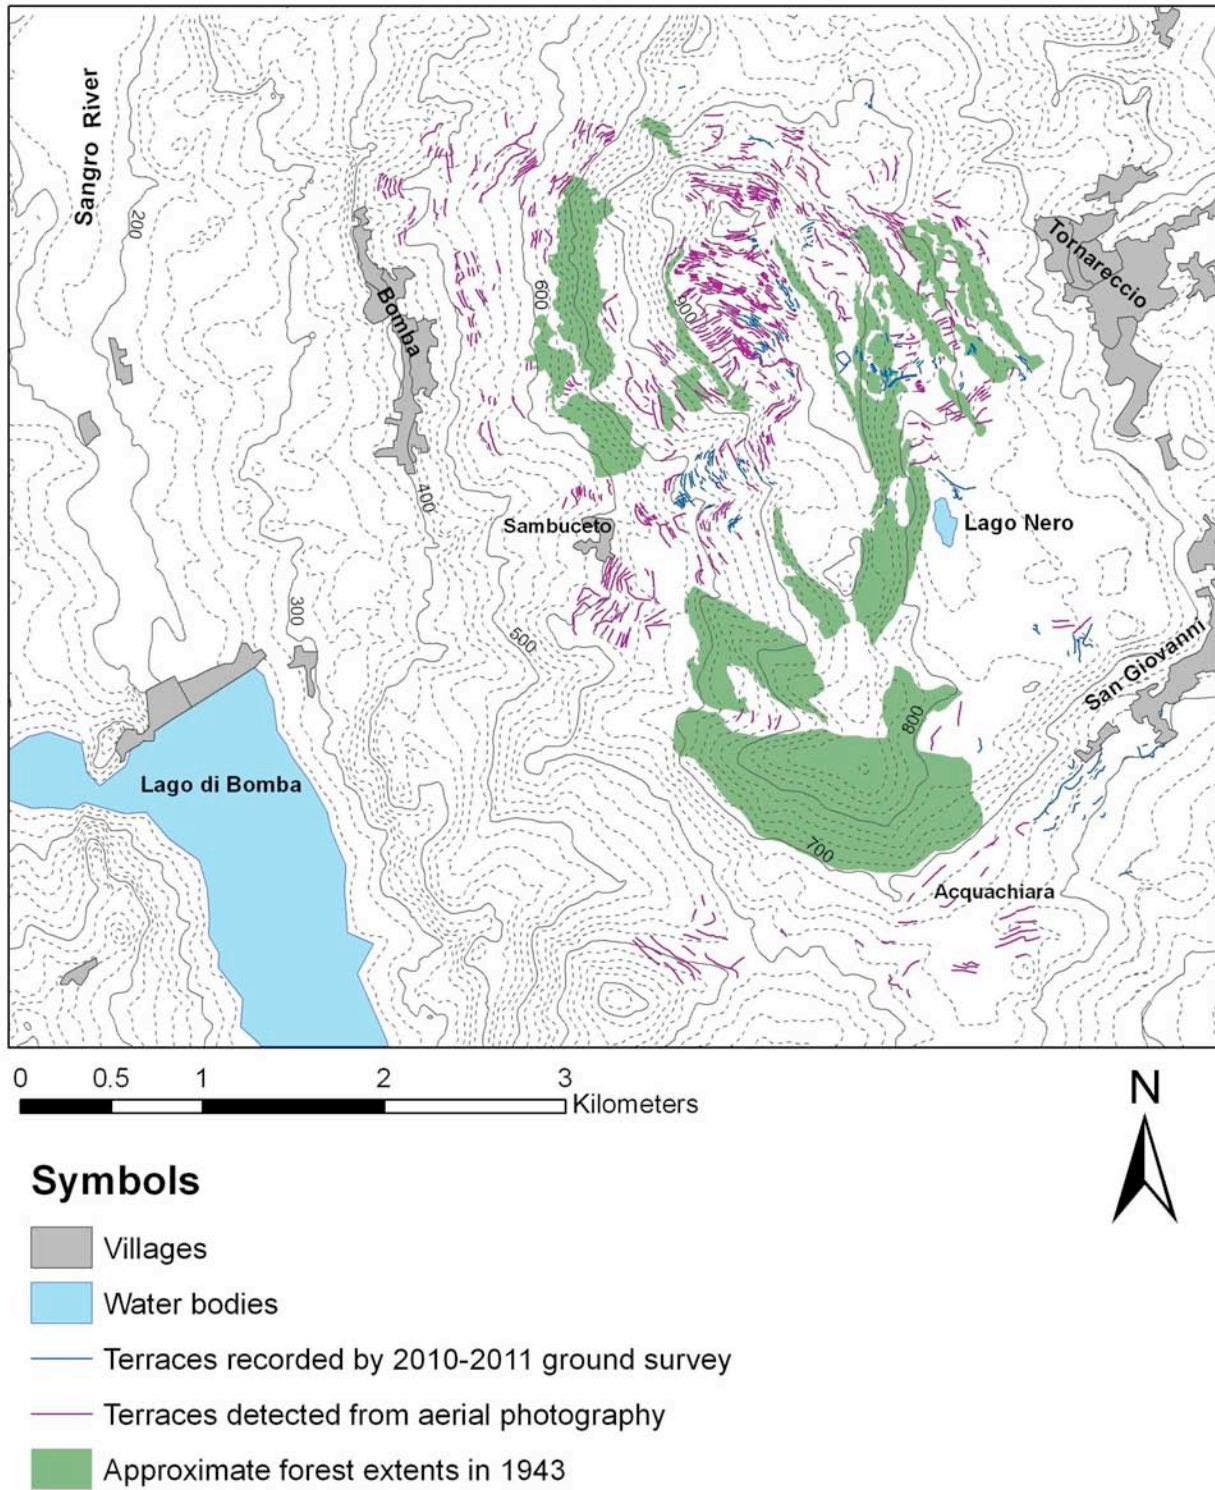 Sangro River
200
Bomba
600
900
Tornareccio
400
Sambuceto
Lago Nero
300
500
San Giovanni
800
Lago di Bomba
700
Acquachiara
0 0.5 1 2 3
Kilometers
N
Symbols
Villages
Water bodies
Terraces recorded by 2010-2011 ground survey
Terraces detected from aerial photography
Approximate forest extents in 1943